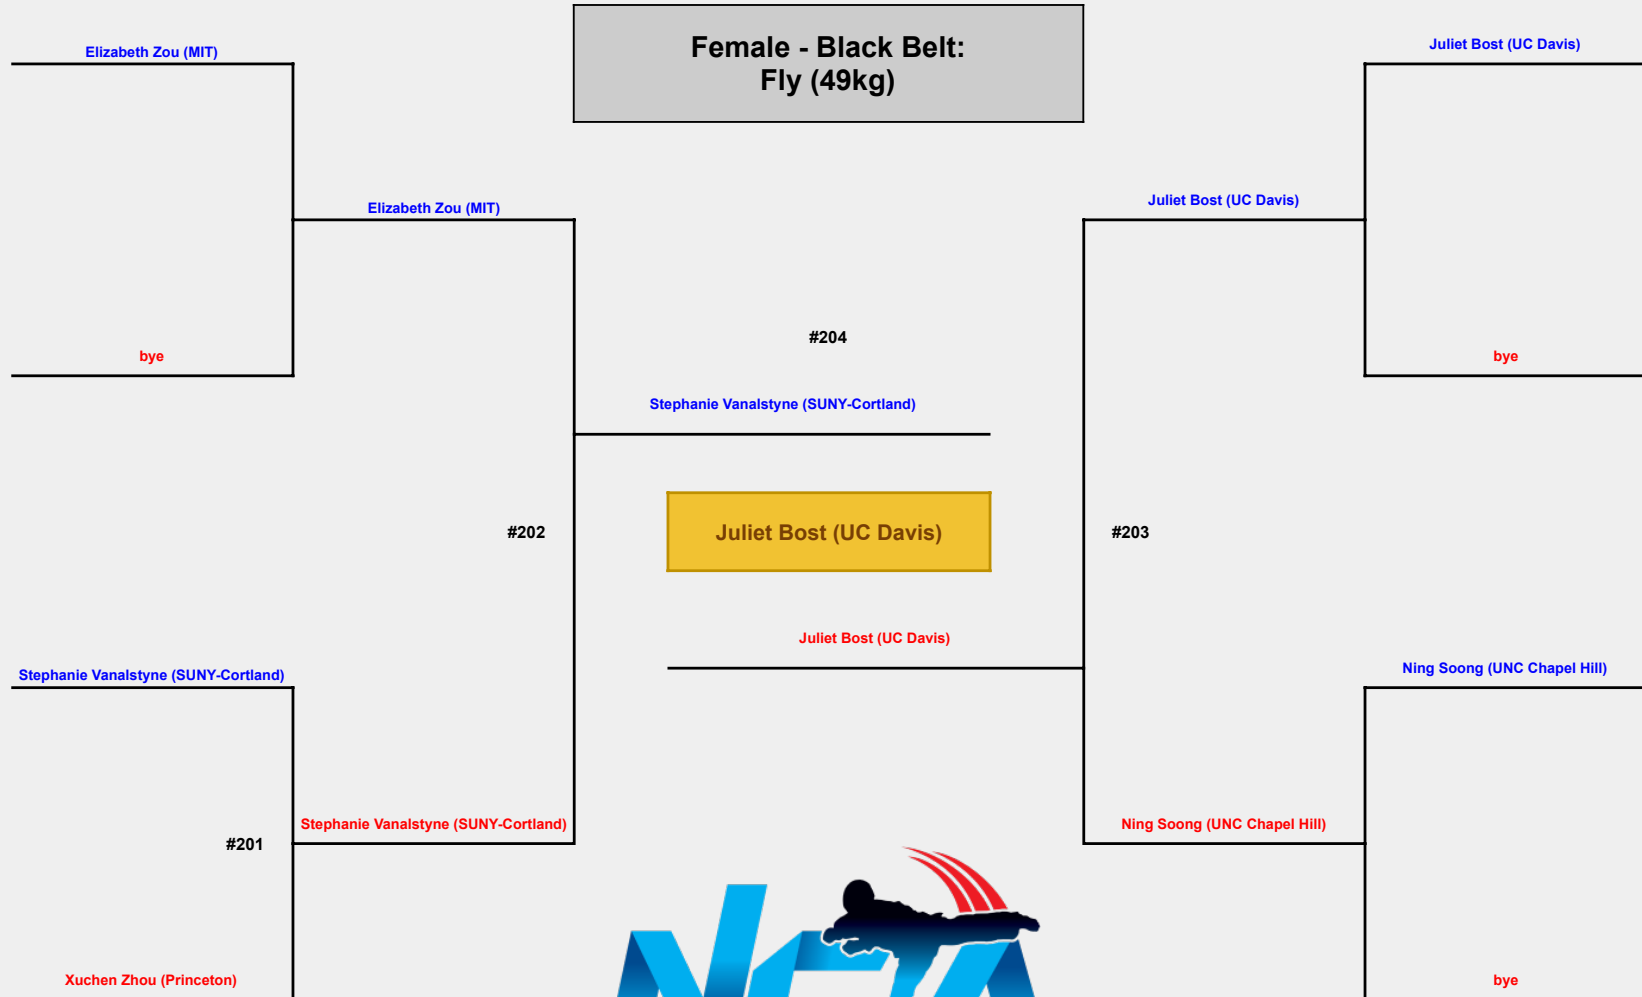 Female - Black Belt:
Fly (49kg)
Elizabeth Zou (MIT)
Juliet Bost (UC Davis)
Elizabeth Zou (MIT)
Juliet Bost (UC Davis)
#204
bye
bye
Stephanie Vanalstyne (SUNY-Cortland)
#202
Juliet Bost (UC Davis)
#203
Juliet Bost (UC Davis)
Stephanie Vanalstyne (SUNY-Cortland)
Ning Soong (UNC Chapel Hill)
#201
Stephanie Vanalstyne (SUNY-Cortland)
Ning Soong (UNC Chapel Hill)
Xuchen Zhou (Princeton)
bye